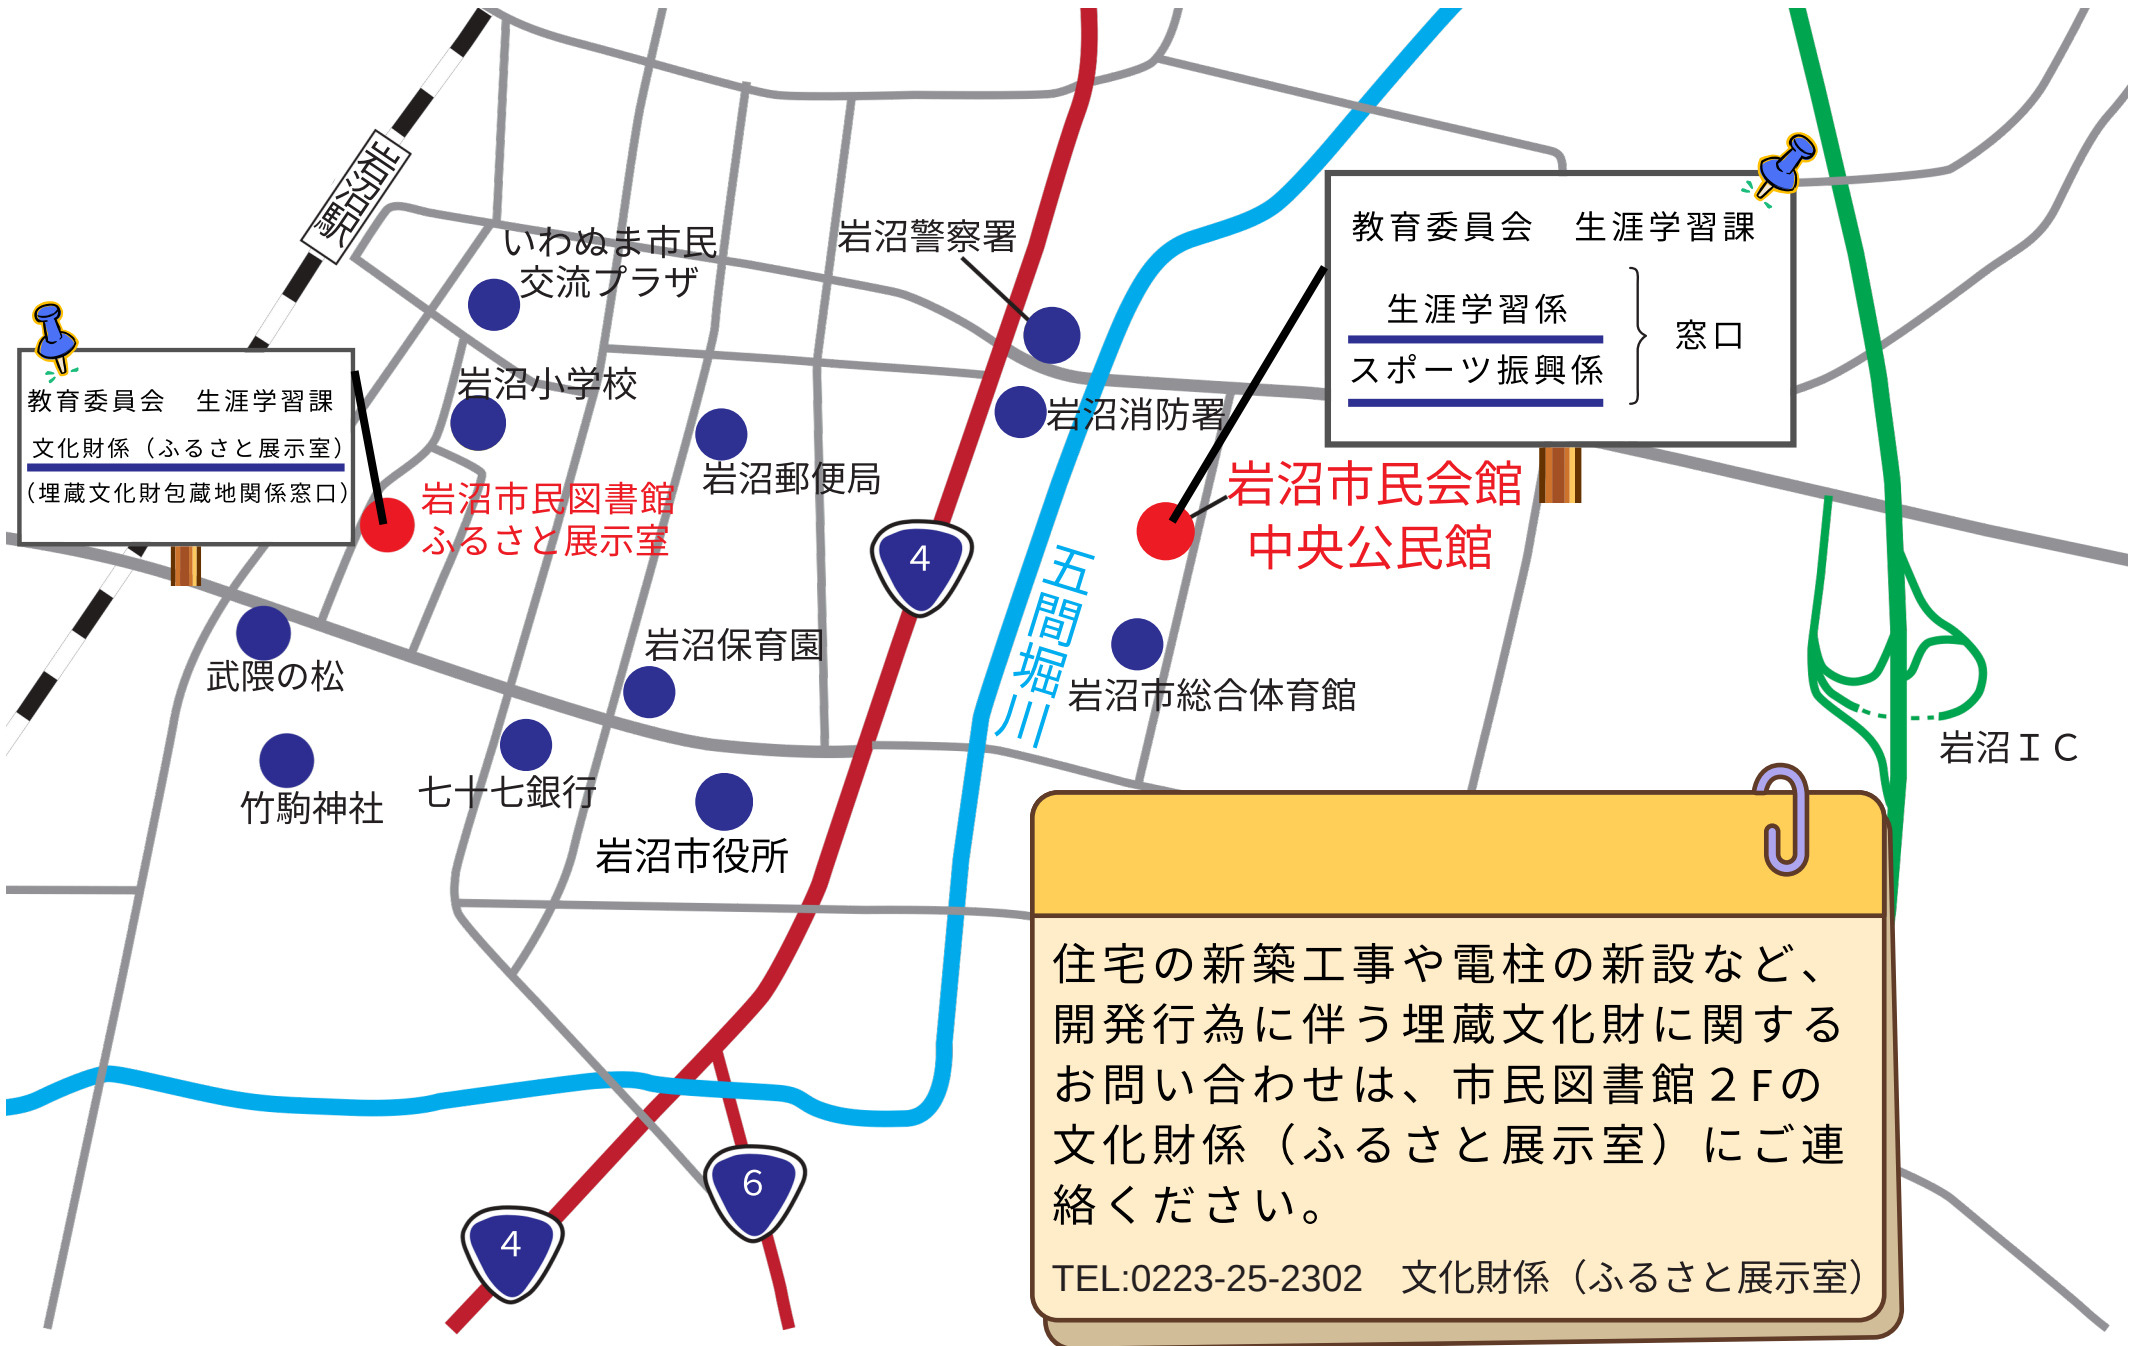 岩沼駅
いわぬま市民
交流プラザ
岩沼警察署
教育委員会　生涯学習課
生涯学習係
スポーツ振興係
窓口
教育委員会　生涯学習課
文化財係（ふるさと展示室）
（埋蔵文化財包蔵地関係窓口）
岩沼小学校
岩沼消防署
岩沼郵便局
岩沼市民図書館
ふるさと展示室
岩沼市民会館
中央公民館
4
五間堀川
岩沼保育園
武隈の松
岩沼市総合体育館
岩沼ＩＣ
竹駒神社
七十七銀行
岩沼市役所
住宅の新築工事や電柱の新設など、
開発行為に伴う埋蔵文化財に関する
お問い合わせは、市民図書館２Fの
文化財係（ふるさと展示室）にご連
絡ください。
TEL:0223-25-2302　文化財係（ふるさと展示室）
6
4